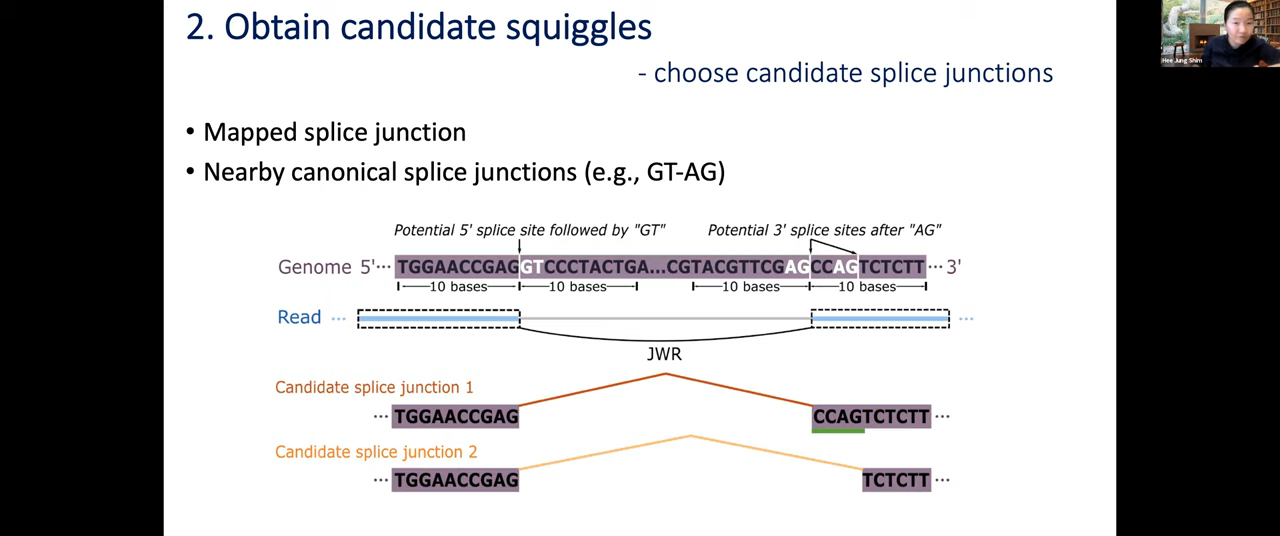 2. Obtain candidate squiggles
- choose candidate splice junctions
• Mapped splice junction
• Nearby canonical splice junctions (e.g., GT-AG)
Potential 5' splice site followed by "GT" Potential 3' splice sites after "AG"
Genome 5'··· TGGAACCGAGGTCCCTACTGA...CGTACGTTCGAGCCAGTCTCTT ··· 3'
10 bases 10 bases 10 bases 10 bases
Read ··· ···
JWR
Candidate splice junction 1
··· TGGAACCGAG CCAGTCTCTT ···
Candidate splice junction 2
··· TGGAACCGAG TCTCTT ···
Hee Jung Shim